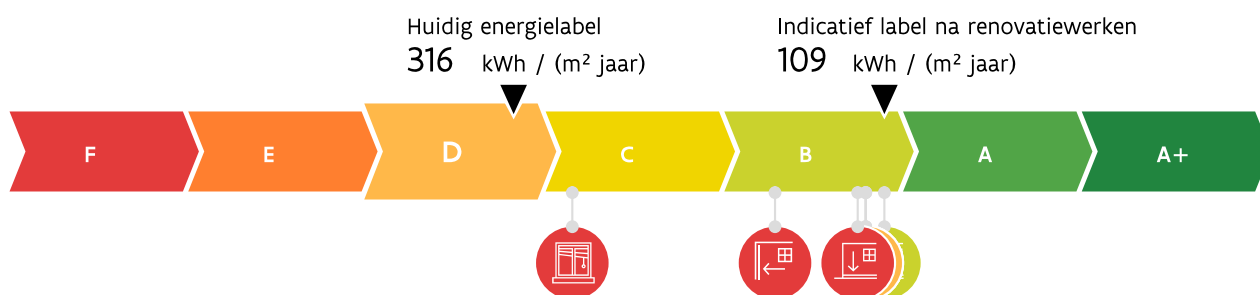 Huidig energielabel
316 kWh / (m² jaar)
Indicatief label na renovatiewerken
109 kWh / (m² jaar)
F E D C B A A+